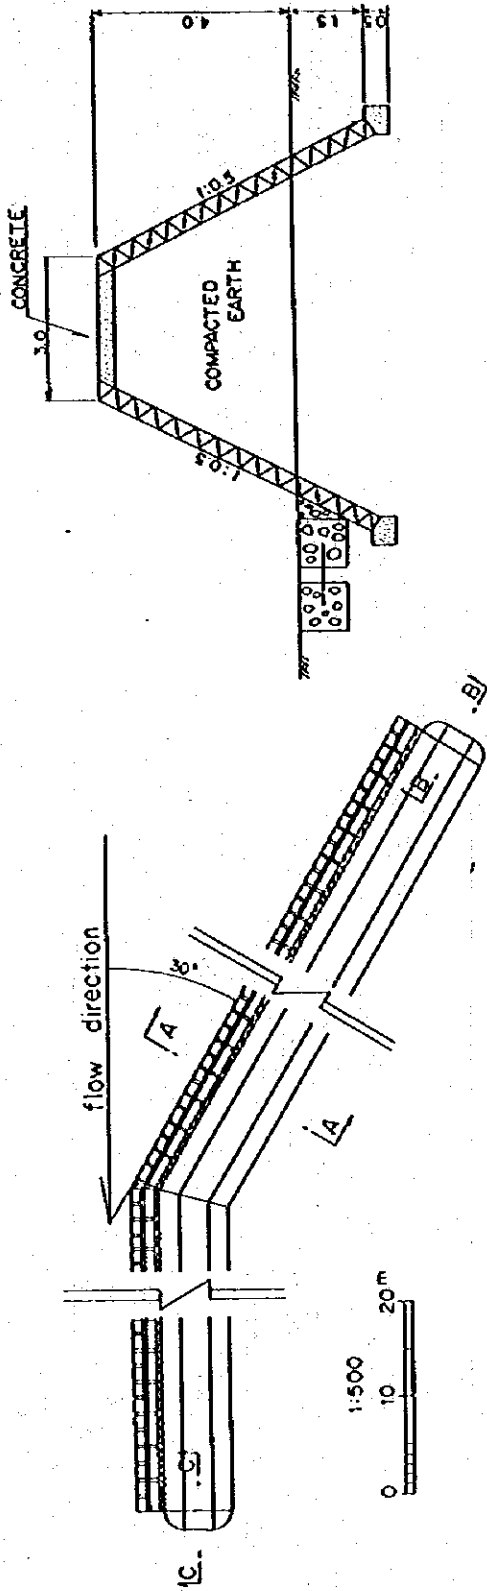 CONCRETE
3.0
4.0
1.5
0.5
1:0.5
1:0.5
COMPACTED
EARTH
flow direction
30°
A
A
B
B
C
C
1:500
0 10 20 m